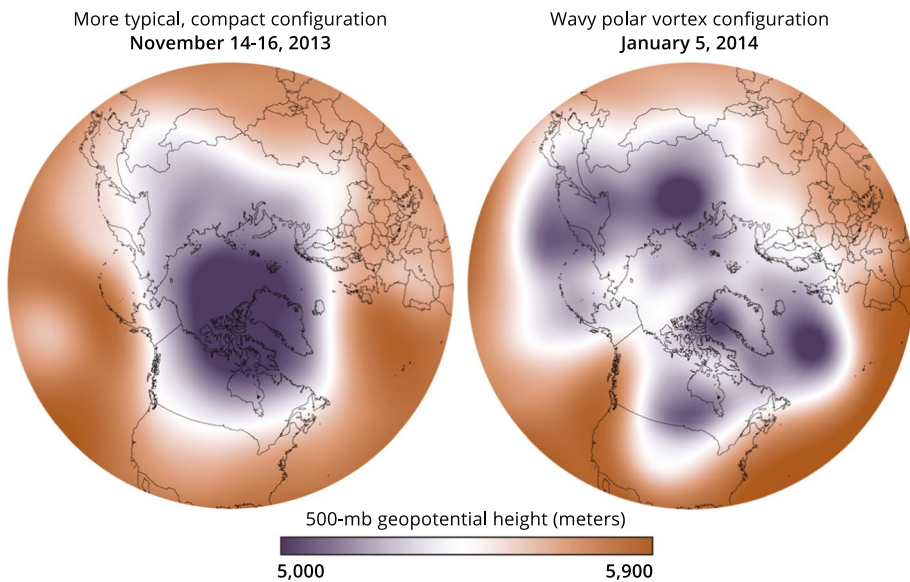 More typical, compact configuration
November 14-16, 2013
Wavy polar vortex configuration
January 5, 2014
500-mb geopotential height (meters)
5,000
5,900